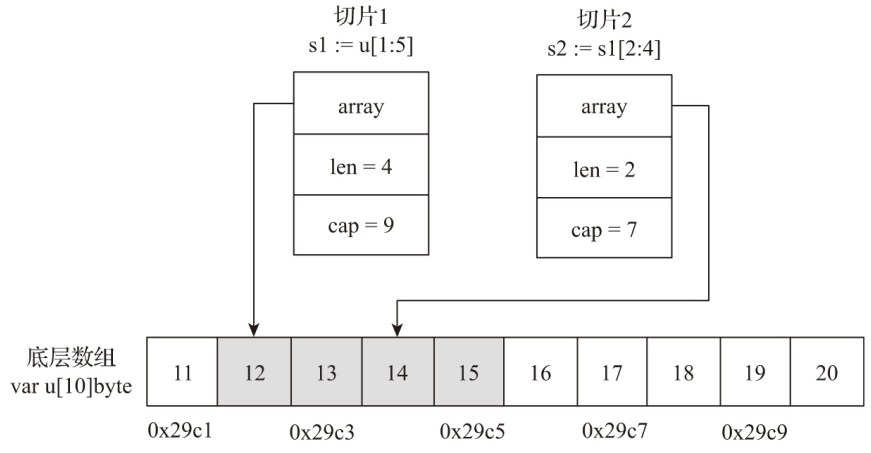 切片1
s1 := u[1:5]
切片2
s2 := s1[2:4]
array
len = 4
cap = 9
array
len = 2
cap = 7
底层数组
var u[10]byte
11 12 13 14 15 16 17 18 19 20
0x29c1 0x29c3 0x29c5 0x29c7 0x29c9